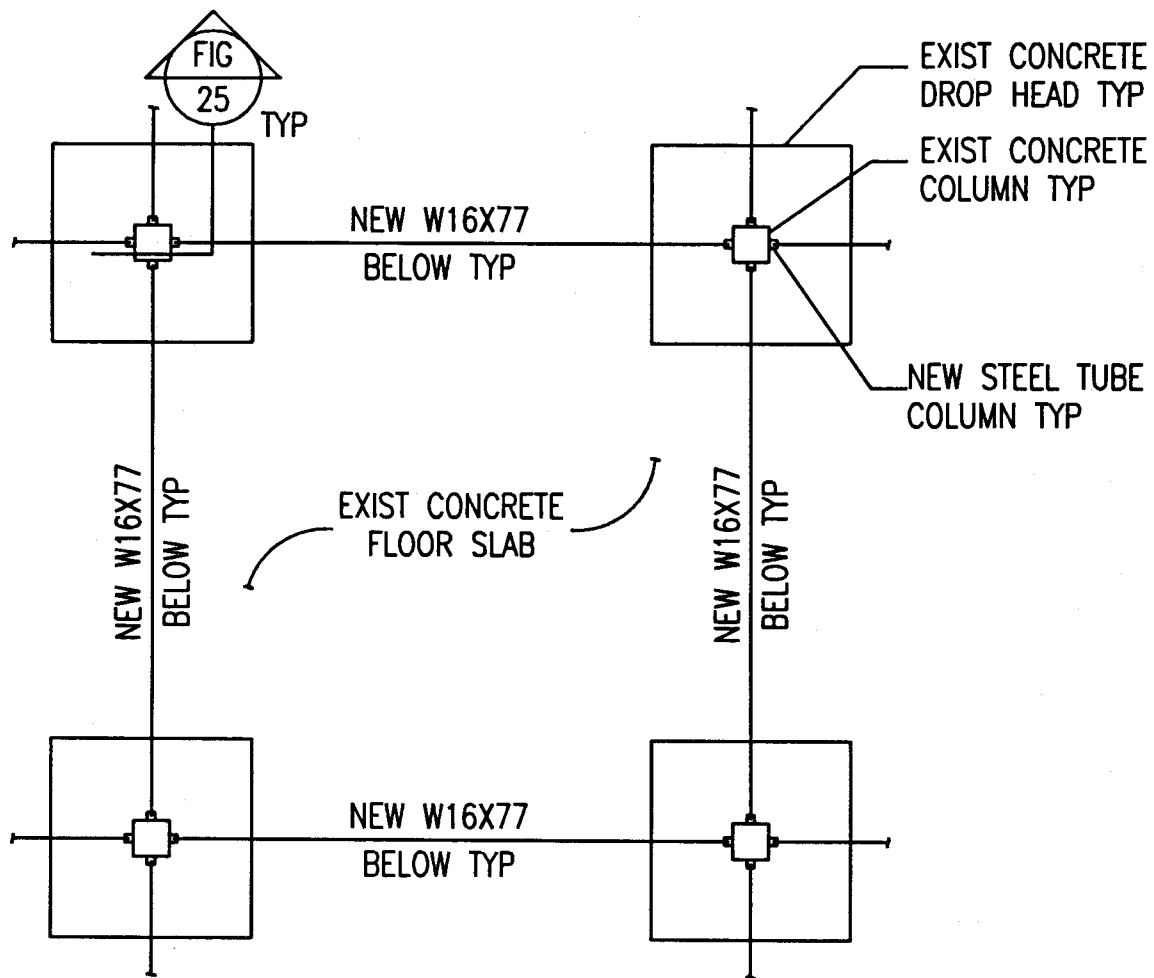 FIG
25
TYP
EXIST CONCRETE
DROP HEAD TYP
EXIST CONCRETE
COLUMN TYP
NEW W16X77
BELOW TYP
NEW STEEL TUBE
COLUMN TYP
NEW W16X77
BELOW TYP
EXIST CONCRETE
FLOOR SLAB
NEW W16X77
BELOW TYP
NEW W16X77
BELOW TYP